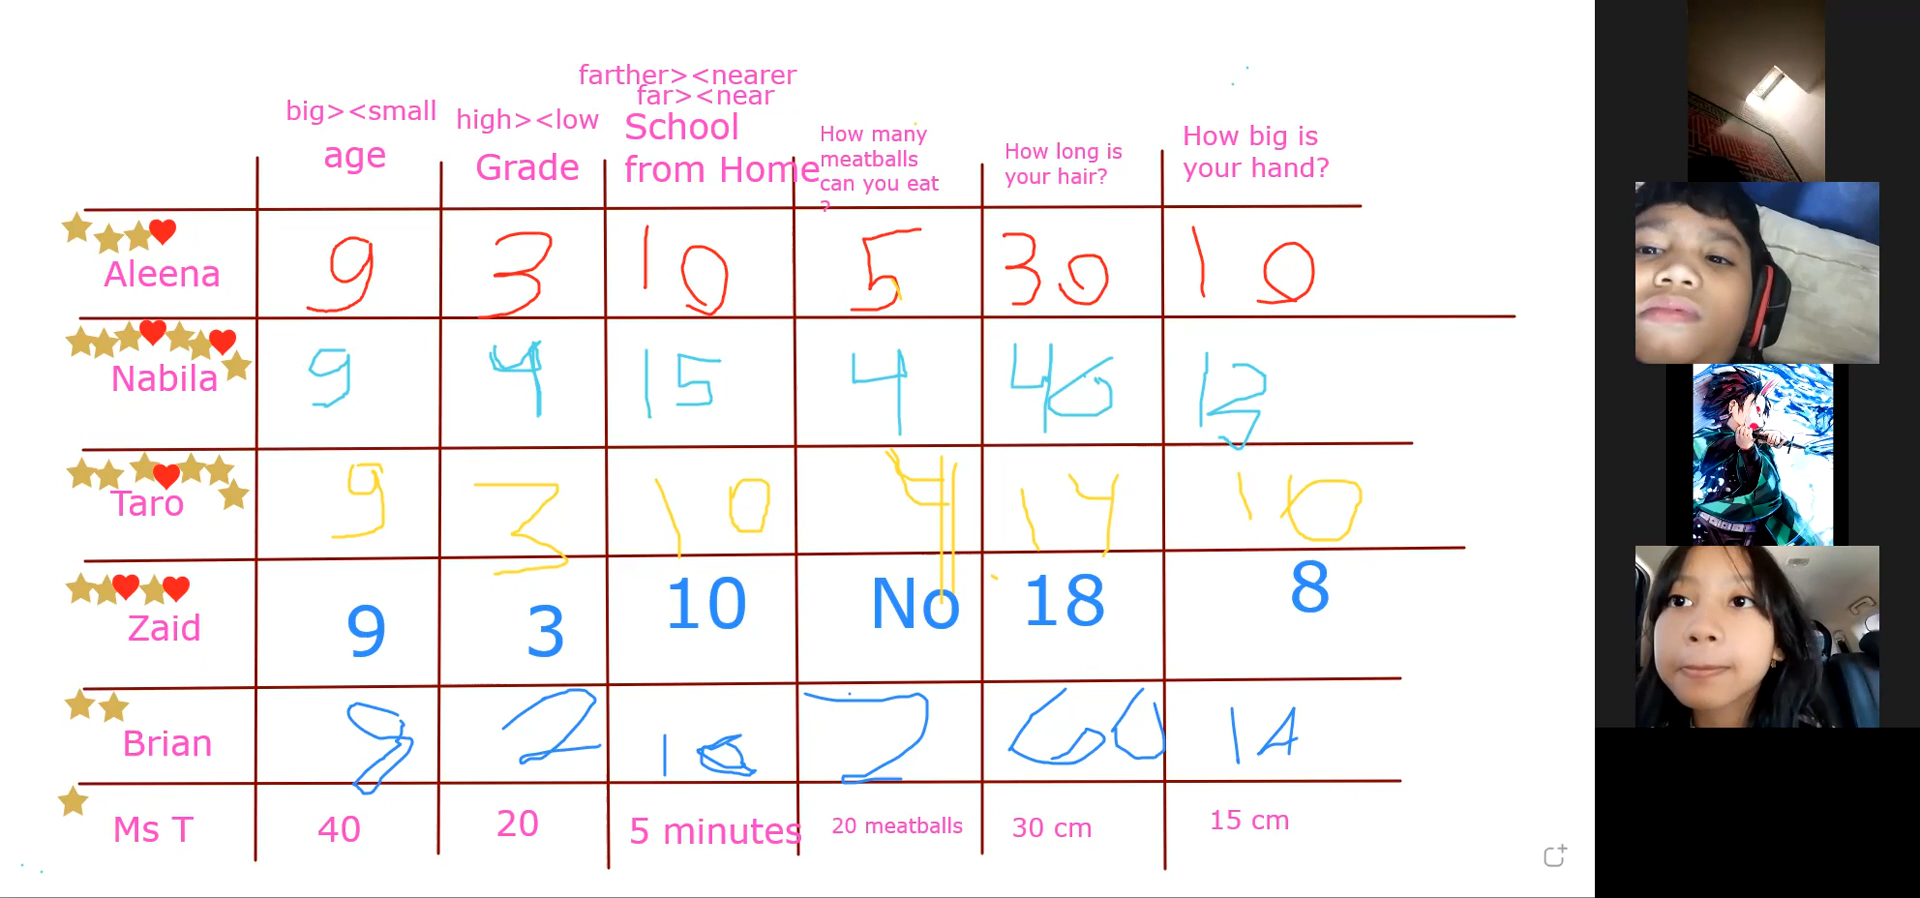 farther><nearer
big><small high><low far><near
age Grade School from Home How many meatballs can you eat ? How long is your hair? How big is your hand?
Aleena 9 3 10 5 30 10
Nabila 9 4 15 4 40 13
Taro 9 3 10 4 14 10
Zaid 9 3 10 No 18 8
Brian 8 2 10 2 60 14
Ms T 40 20 5 minutes 20 meatballs 30 cm 15 cm